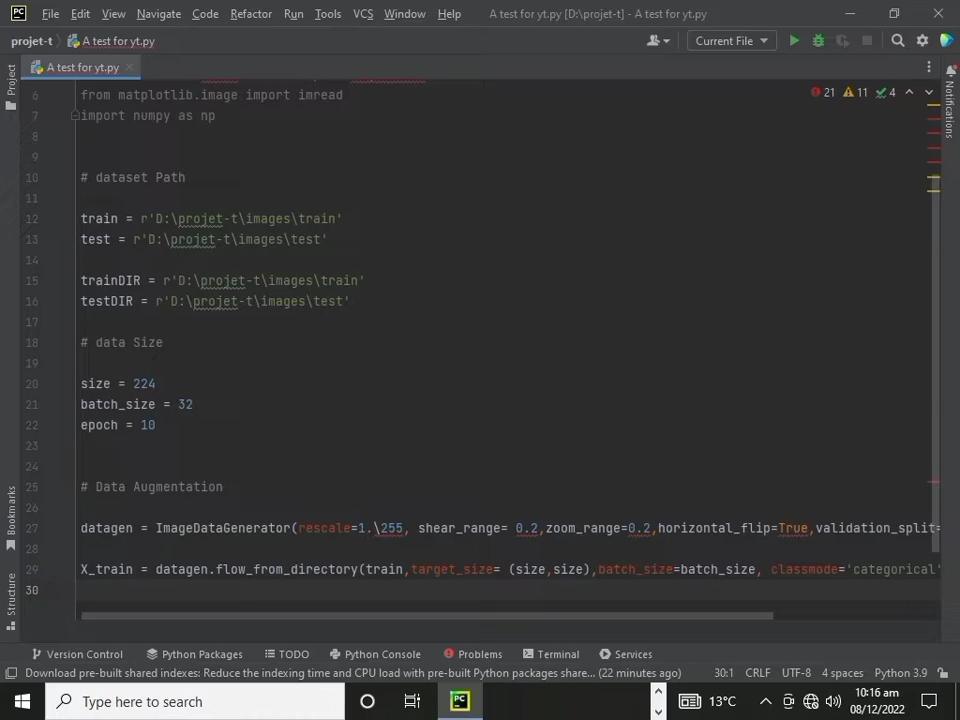 PC File Edit View Navigate Code Refactor Run Tools VCS Window Help A test for yt.py [D:\projet-t] - A test for yt.py
projet-t A test for yt.py Current File
A test for yt.py
Project
Notifications
21 11 4
6 from matplotlib.image import imread
7 import numpy as np
8
9
10 # dataset Path
11
12 train = r'D:\projet-t\images\train'
13 test = r'D:\projet-t\images\test'
14
15 trainDIR = r'D:\projet-t\images\train'
16 testDIR = r'D:\projet-t\images\test'
17
18 # data Size
19
20 size = 224
21 batch_size = 32
22 epoch = 10
23
24
25 # Data Augmentation
26
27 datagen = ImageDataGenerator(rescale=1.\255, shear_range= 0.2,zoom_range=0.2,horizontal_flip=True,validation_split=
28
29 X_train = datagen.flow_from_directory(train,target_size= (size,size),batch_size=batch_size, classmode='categorical'
30
Bookmarks
Structure
Version Control Python Packages TODO Python Console Problems Terminal Services
Download pre-built shared indexes: Reduce the indexing time and CPU load with pre-built Python packages share... (22 minutes ago) 30:1 CRLF UTF-8 4 spaces Python 3.9
Type here to search PC 13°C 10:16 am
08/12/2022